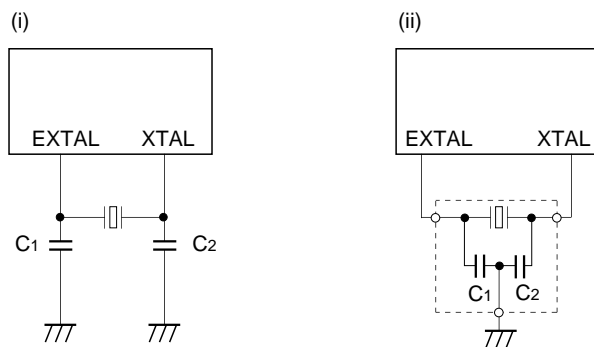 (i)
EXTAL XTAL
C1
C2
(ii)
EXTAL XTAL
C1 C2